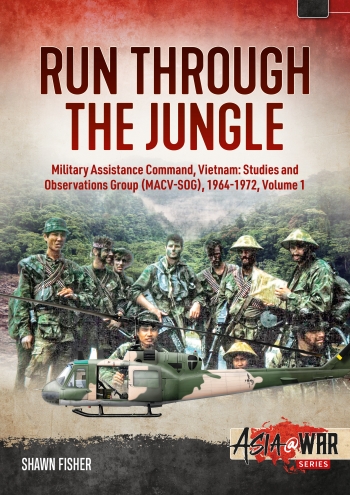 RUN THROUGH
THE JUNGLE
Military Assistance Command, Vietnam: Studies and
Observations Group (MACV-SOG), 1964-1972, Volume 1
ASIA@WAR
SERIES
SHAWN FISHER